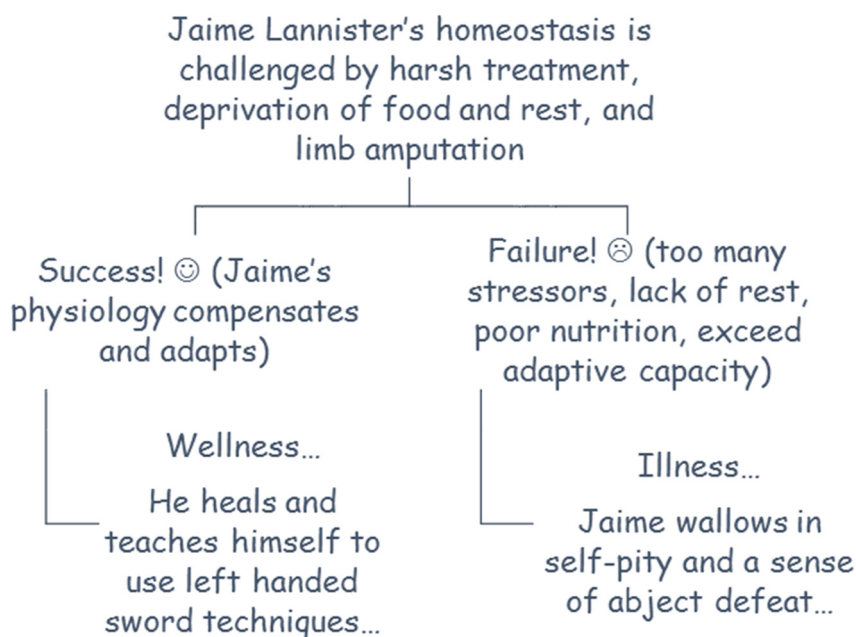 Jaime Lannister's homeostasis is
challenged by harsh treatment,
deprivation of food and rest, and
limb amputation
Success! ☺ (Jaime's
physiology compensates
and adapts)
Wellness...
He heals and
teaches himself to
use left handed
sword techniques...
Failure! ☹ (too many
stressors, lack of rest,
poor nutrition, exceed
adaptive capacity)
Illness...
Jaime wallows in
self-pity and a sense
of abject defeat...